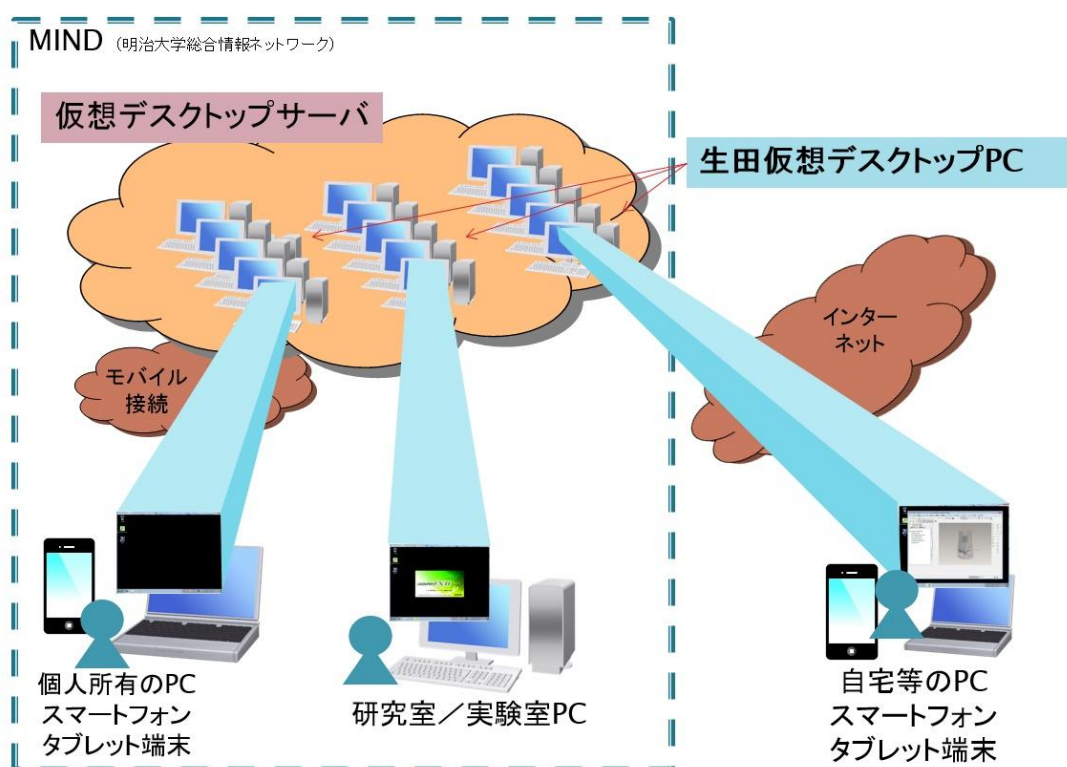 MIND (明治大学総合情報ネットワーク)
仮想デスクトップサーバ
生田仮想デスクトップPC
インター
ネット
モバイル
接続
個人所有のPC
スマートフォン
タブレット端末
研究室／実験室PC
自宅等のPC
スマートフォン
タブレット端末